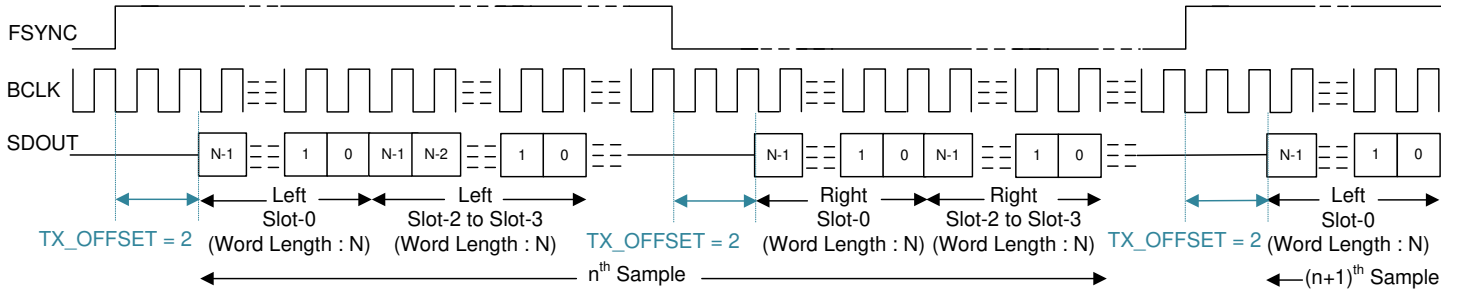 FSYNC
BCLK
SDOUT
N-1 1 0 N-1 N-2 1 0 N-1 1 0 N-1 1 0 N-1 1 0
Left Left Right Right Left
Slot-0 Slot-2 to Slot-3 Slot-0 Slot-2 to Slot-3 Slot-0
TX_OFFSET = 2 (Word Length : N) (Word Length : N) TX_OFFSET = 2 (Word Length : N) (Word Length : N) TX_OFFSET = 2 (Word Length : N)
nth Sample (n+1)th Sample